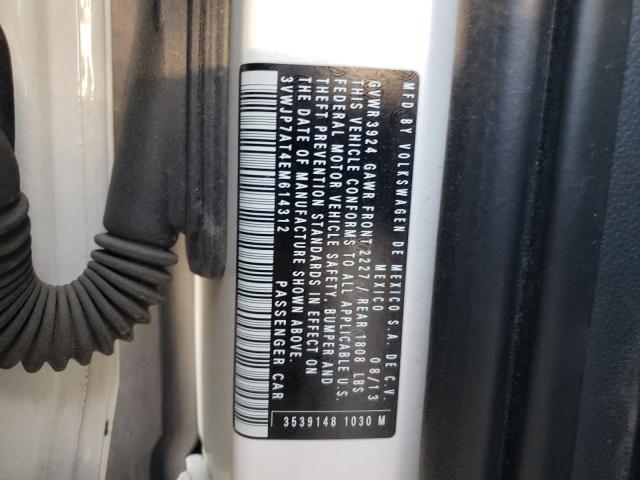 MFD BY VOLKSWAGEN DE MEXICO S.A. DE C.V.
MEXICO 08/13
GVWR 3924 GAWR FRONT/2227 / REAR 1808 LBS
THIS VEHICLE CONFORMS TO ALL APPLICABLE U.S.
FEDERAL MOTOR VEHICLE SAFETY, BUMPER AND
THEFT PREVENTION STANDARDS IN EFFECT ON
THE DATE OF MANUFACTURE SHOWN ABOVE.
3VWJP7AT4EM614312 PASSENGER CAR
3539148 1030 M